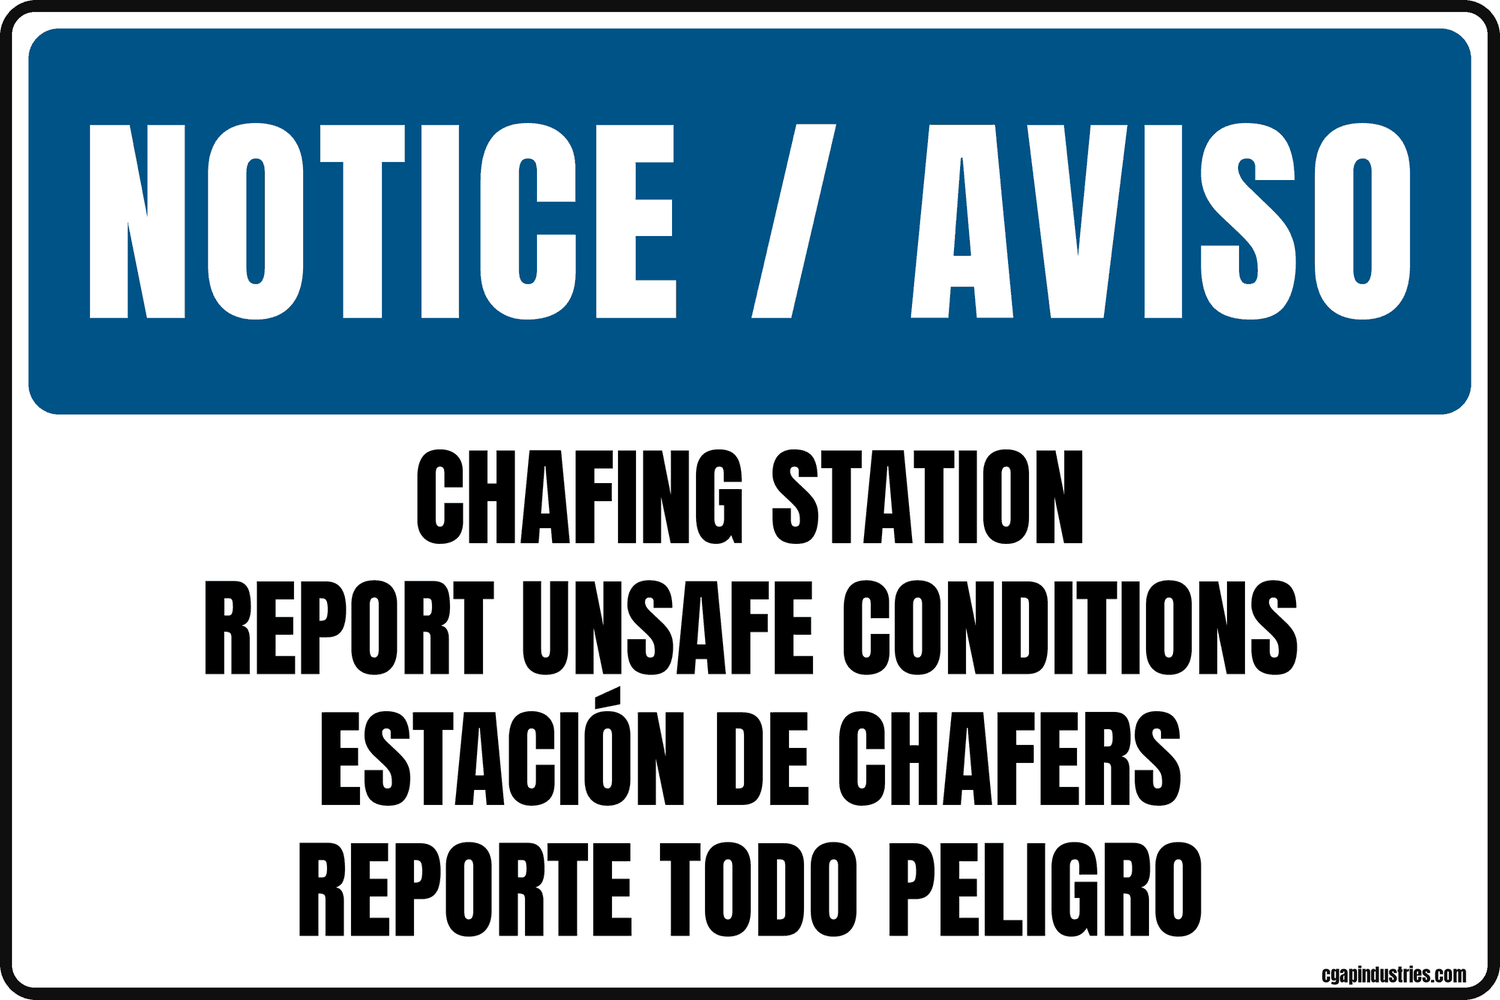 NOTICE / AVISO
CHAFING STATION
REPORT UNSAFE CONDITIONS
ESTACIÓN DE CHAFERS
REPORTE TODO PELIGRO
cgapindustries.com